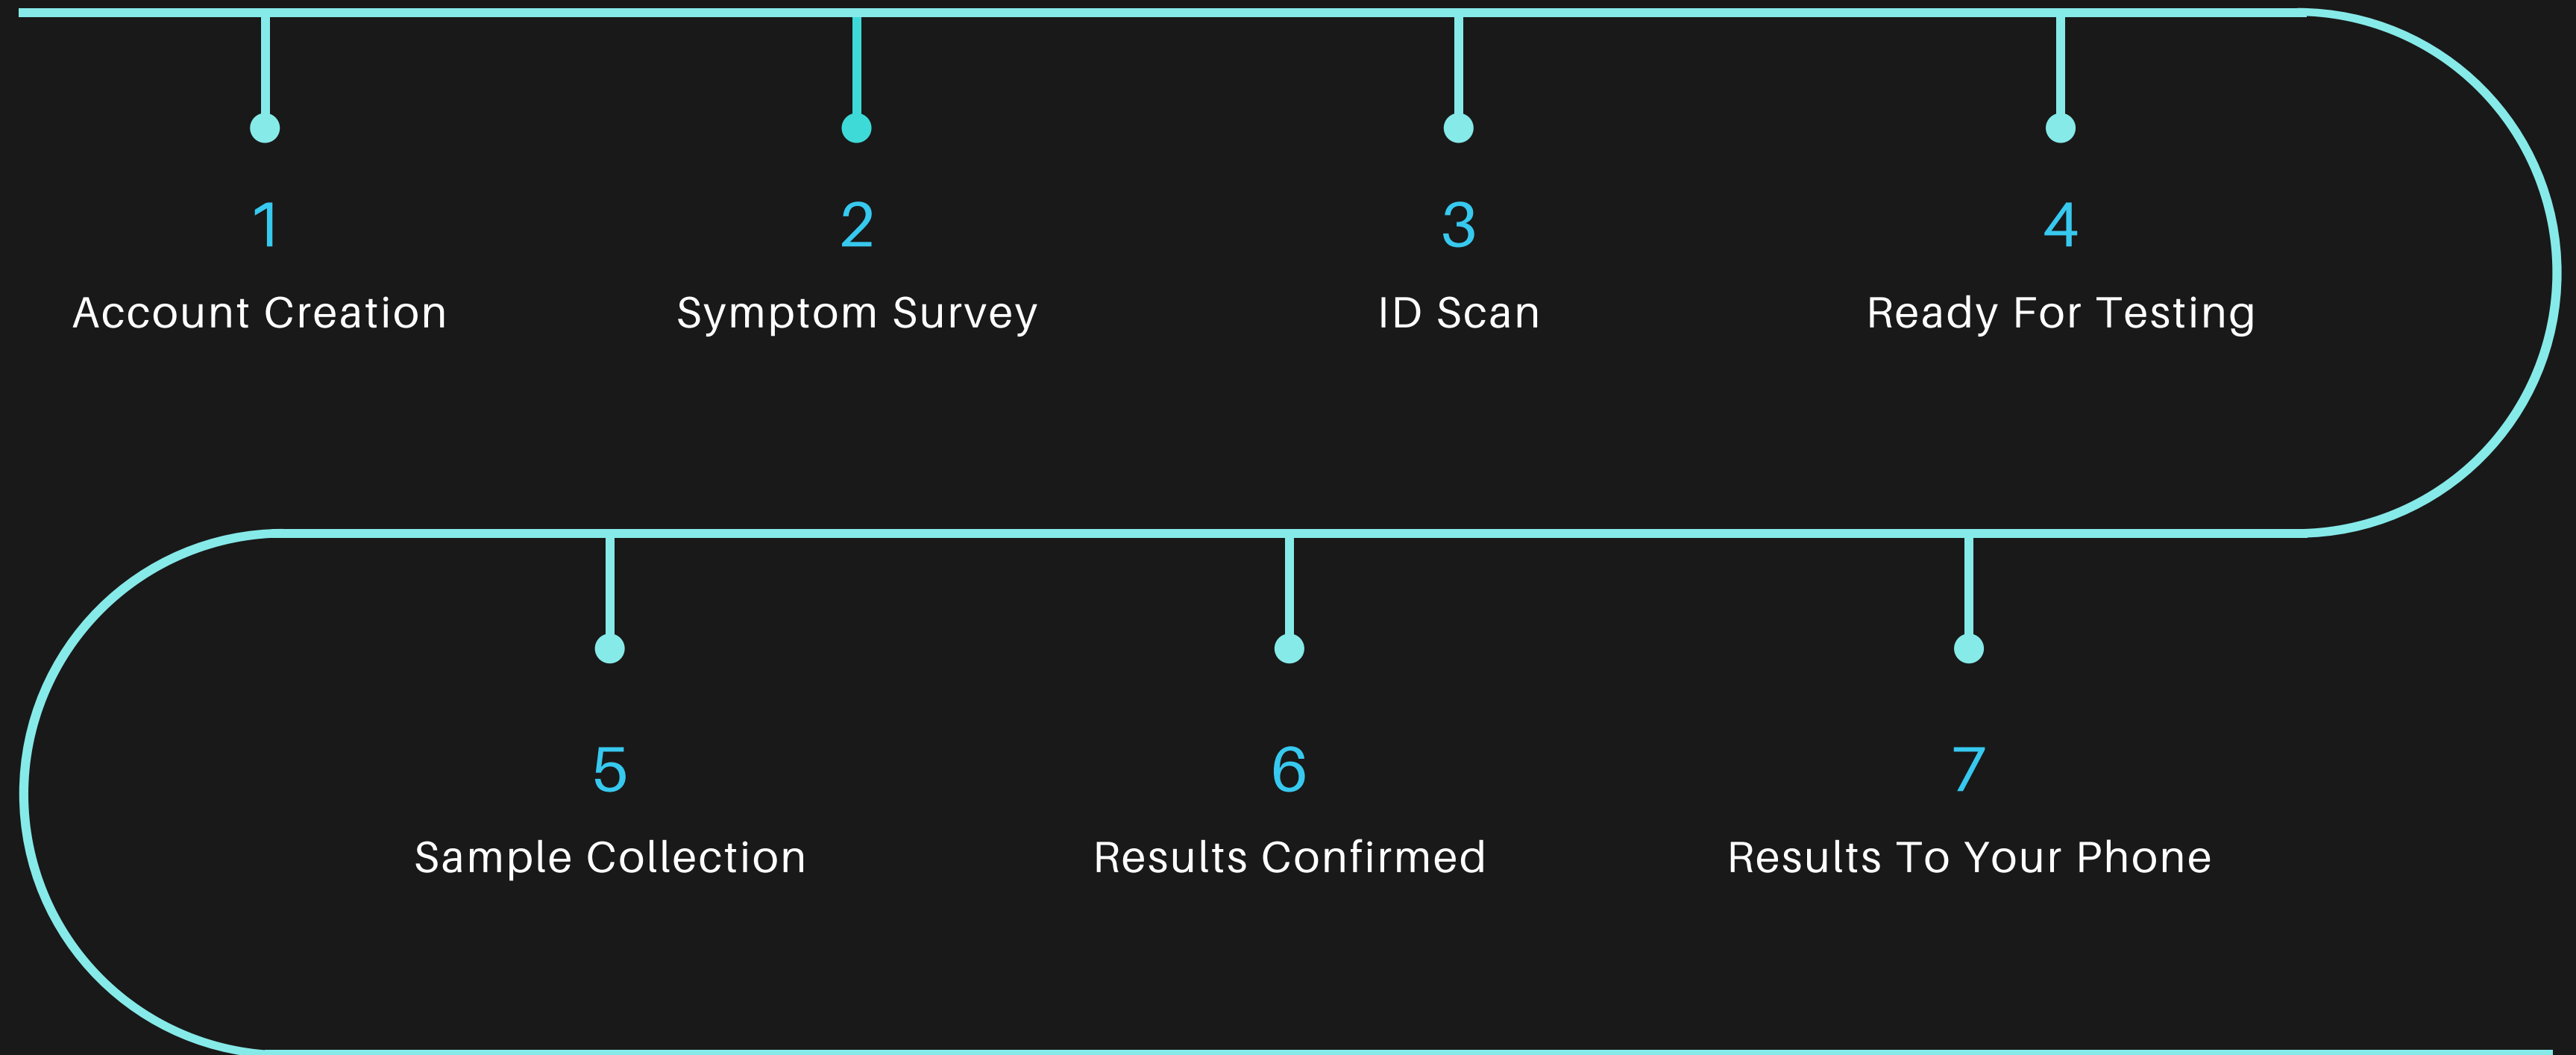 1
Account Creation
2
Symptom Survey
3
ID Scan
4
Ready For Testing
5
Sample Collection
6
Results Confirmed
7
Results To Your Phone